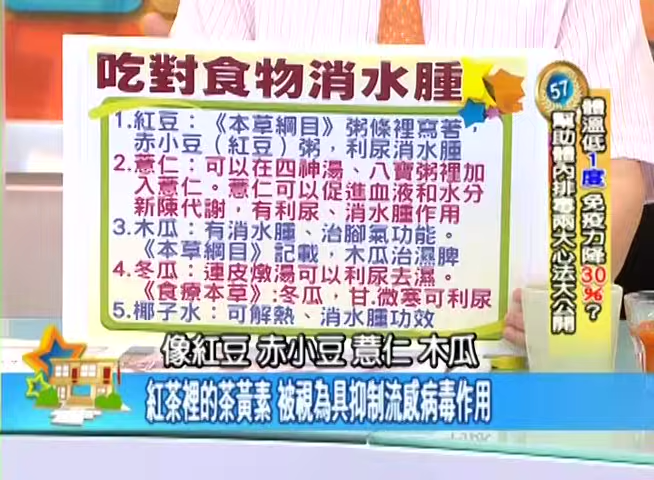 吃對食物消水腫
1.紅豆：《本草綱目》粥條裡寫著，
赤小豆（紅豆）粥，利尿消水腫
2.薏仁：可以在四神湯、八寶粥裡加
入薏仁。薏仁可以促進血液和水分
新陳代謝，有利尿、消水腫作用
3.木瓜：有消水腫、治腳氣功能。
《本草綱目》記載，木瓜治濕脾
4.冬瓜：連皮燉湯可以利尿去濕。
《食療本草》:冬瓜，甘.微寒可利尿
5.椰子水：可解熱、消水腫功效
57
體溫低1度 免疫力降30%？
幫助體內排毒兩大心法大公開
像紅豆 赤小豆 薏仁 木瓜
紅茶裡的茶黃素 被視為具抑制流感病毒作用